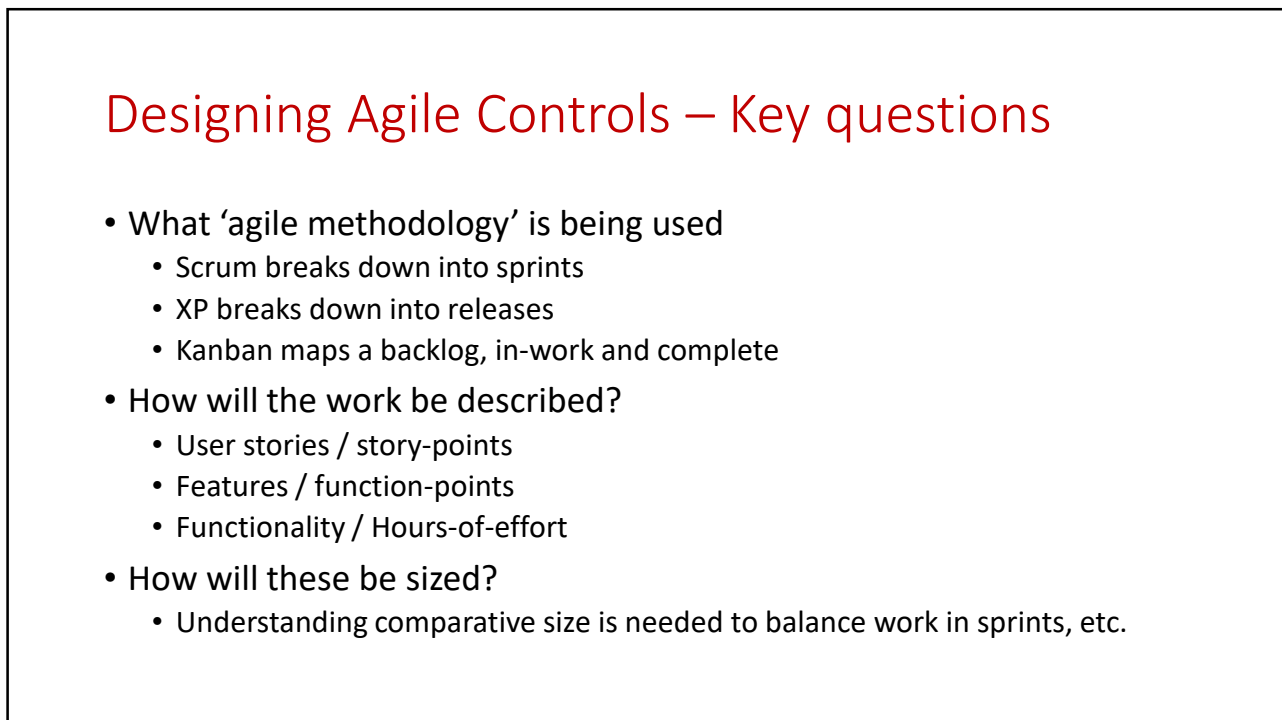 Designing Agile Controls – Key questions
• What ‘agile methodology’ is being used
• Scrum breaks down into sprints
• XP breaks down into releases
• Kanban maps a backlog, in-work and complete
• How will the work be described?
• User stories / story-points
• Features / function-points
• Functionality / Hours-of-effort
• How will these be sized?
• Understanding comparative size is needed to balance work in sprints, etc.